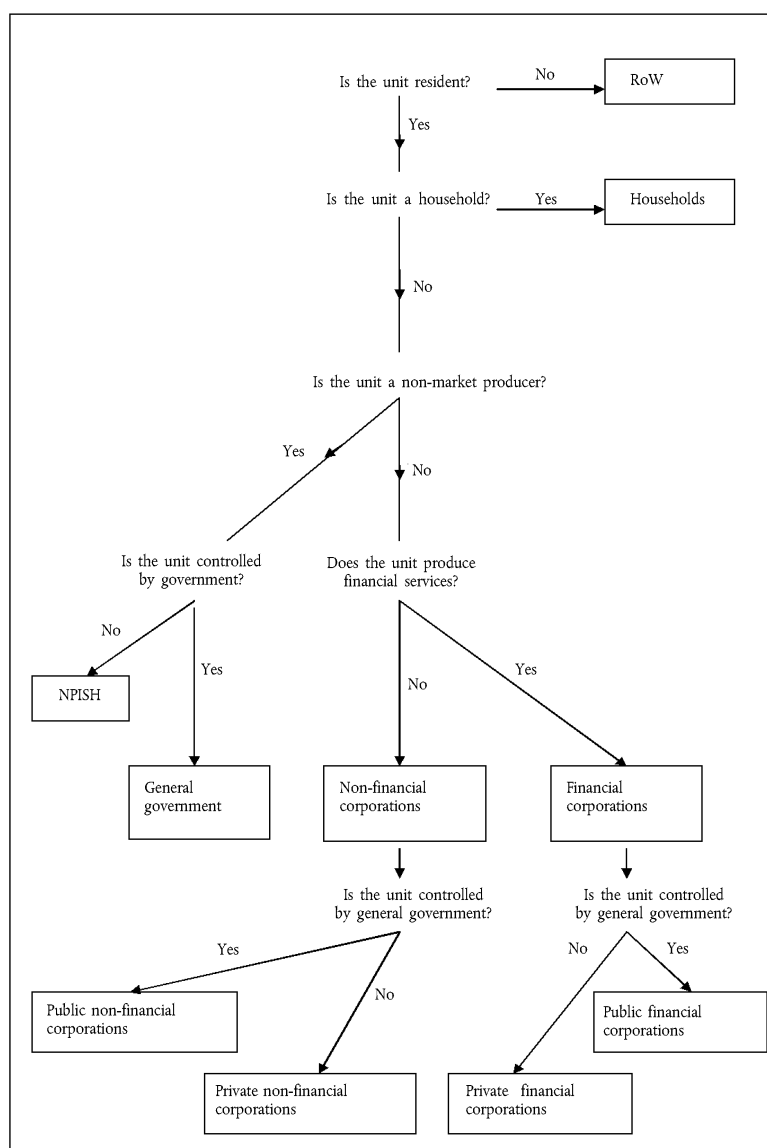 Is the unit resident?
No
RoW
Yes
Is the unit a household?
Yes
Households
No
Is the unit a non-market producer?
Yes
No
Is the unit controlled
by government?
Does the unit produce
financial services?
No
Yes
No
Yes
NPISH
General
government
Non-financial
corporations
Financial
corporations
Is the unit controlled
by general government?
Is the unit controlled
by general government?
Yes
No
No
Yes
Public non-financial
corporations
Public financial
corporations
Private non-financial
corporations
Private financial
corporations